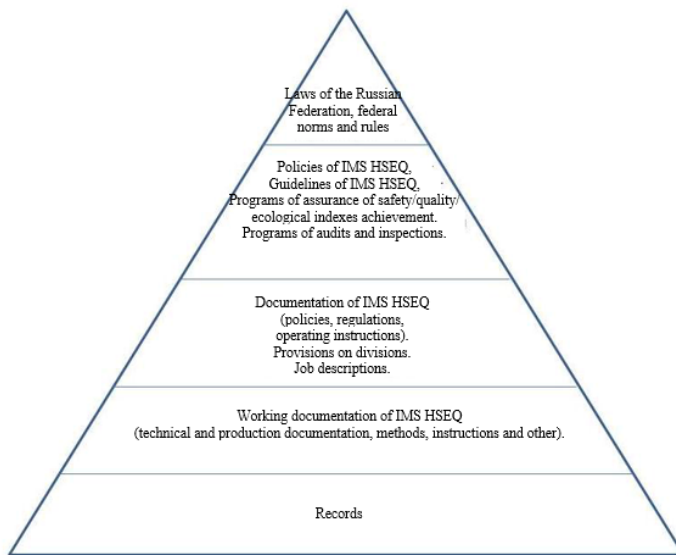 Laws of the Russian
Federation, federal
norms and rules
Policies of IMS HSEQ,
Guidelines of IMS HSEQ,
Programs of assurance of safety/quality/
ecological indexes achievement.
Programs of audits and inspections.
Documentation of IMS HSEQ
(policies, regulations,
operating instructions).
Provisions on divisions.
Job descriptions.
Working documentation of IMS HSEQ
(technical and production documentation, methods, instructions and other).
Records